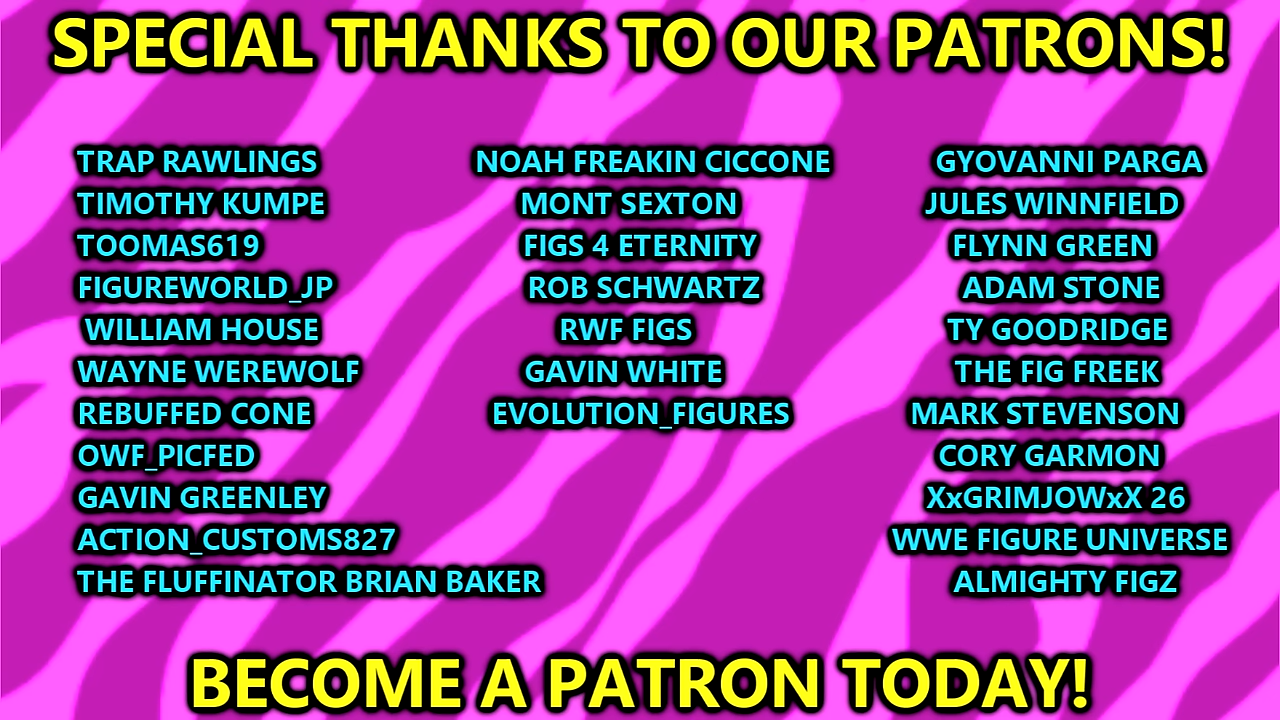 SPECIAL THANKS TO OUR PATRONS!
TRAP RAWLINGS
TIMOTHY KUMPE
TOOMAS619
FIGUREWORLD_JP
WILLIAM HOUSE
WAYNE WEREWOLF
REBUFFED CONE
OWF_PICFED
GAVIN GREENLEY
ACTION_CUSTOMS827
THE FLUFFINATOR BRIAN BAKER
NOAH FREAKIN CICCONE
MONT SEXTON
FIGS 4 ETERNITY
ROB SCHWARTZ
RWF FIGS
GAVIN WHITE
EVOLUTION_FIGURES
GYOVANNI PARGA
JULES WINNFIELD
FLYNN GREEN
ADAM STONE
TY GOODRIDGE
THE FIG FREEK
MARK STEVENSON
CORY GARMON
XxGRIMJOWxX 26
WWE FIGURE UNIVERSE
ALMIGHTY FIGZ
BECOME A PATRON TODAY!